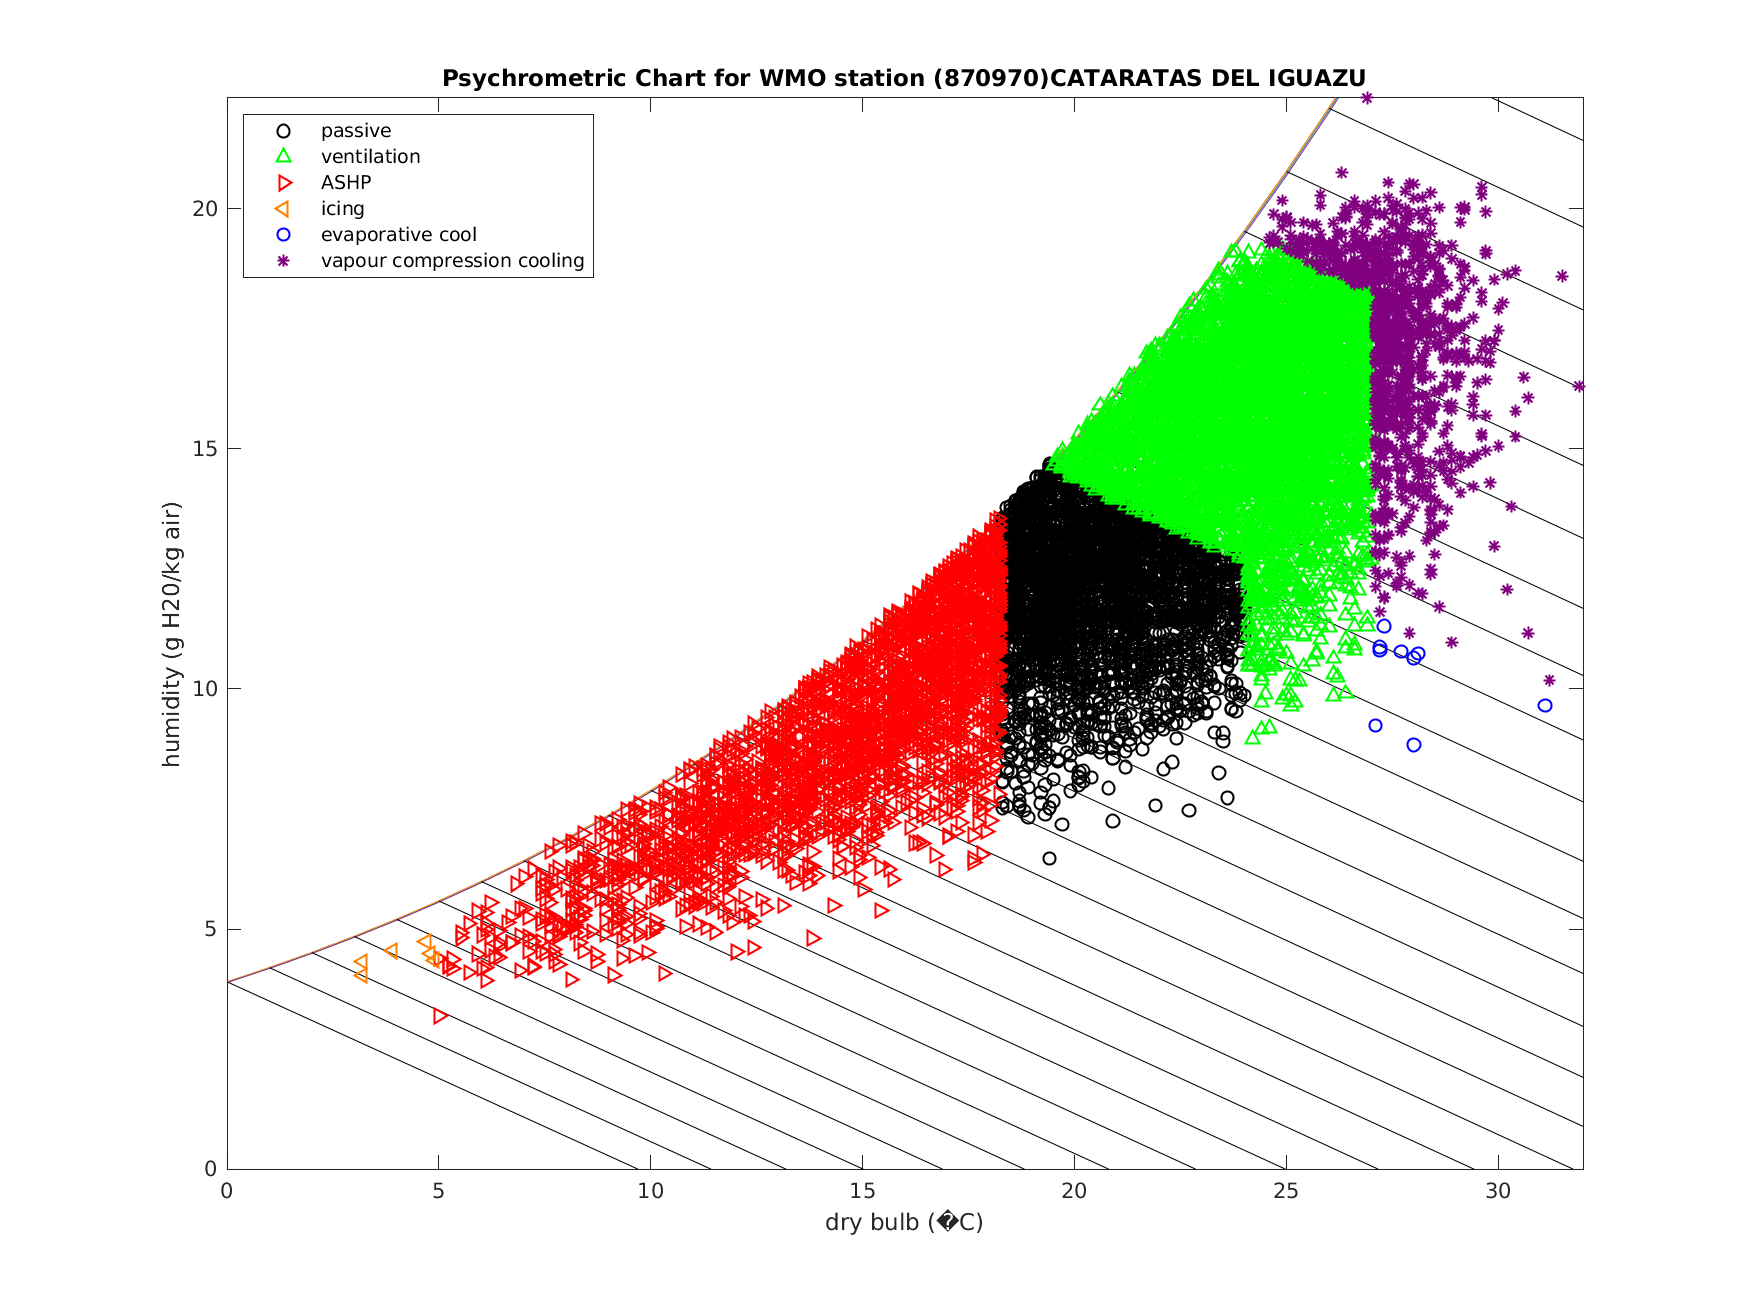 Psychrometric Chart for WMO station (870970)CATARATAS DEL IGUAZU
passive
ventilation
ASHP
icing
evaporative cool
vapour compression cooling
humidity (g H20/kg air)
20
15
10
5
0
0 5 10 15 20 25 30
dry bulb (�C)